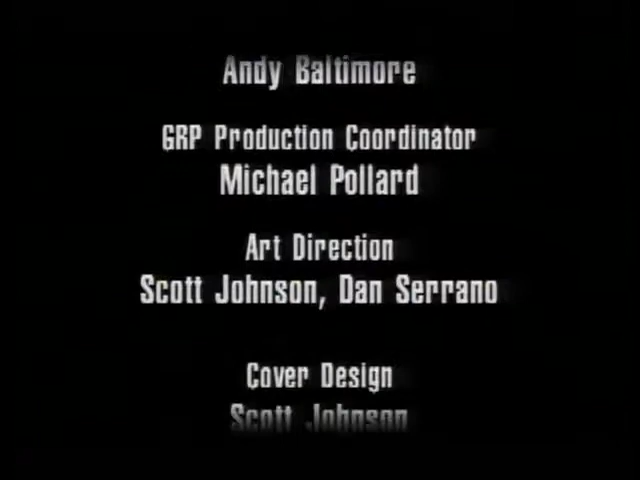 Andy Baltimore
GRP Production Coordinator
Michael Pollard
Art Direction
Scott Johnson, Dan Serrano
Cover Design
Scott Johnson